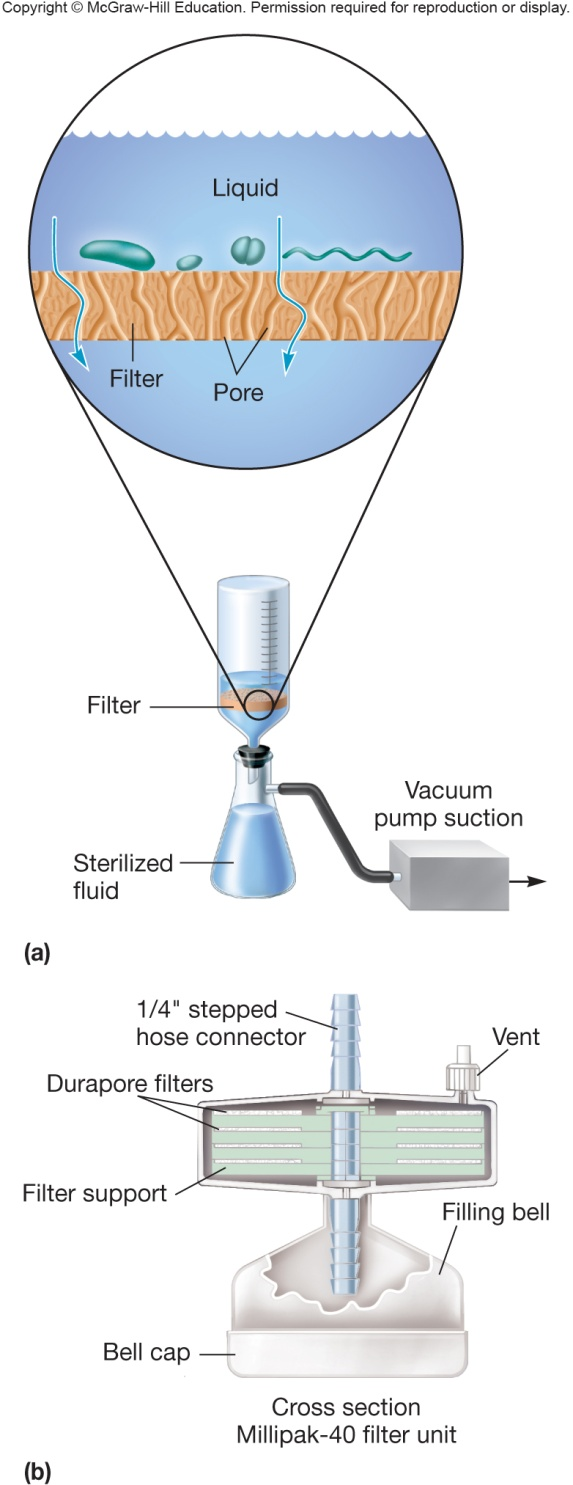 Copyright © McGraw-Hill Education. Permission required for reproduction or display.
Liquid
Filter
Pore
Filter
Vacuum
pump suction
Sterilized
fluid
(a)
1/4" stepped
hose connector
Vent
Durapore filters
Filter support
Filling bell
Bell cap
Cross section
Millipak-40 filter unit
(b)